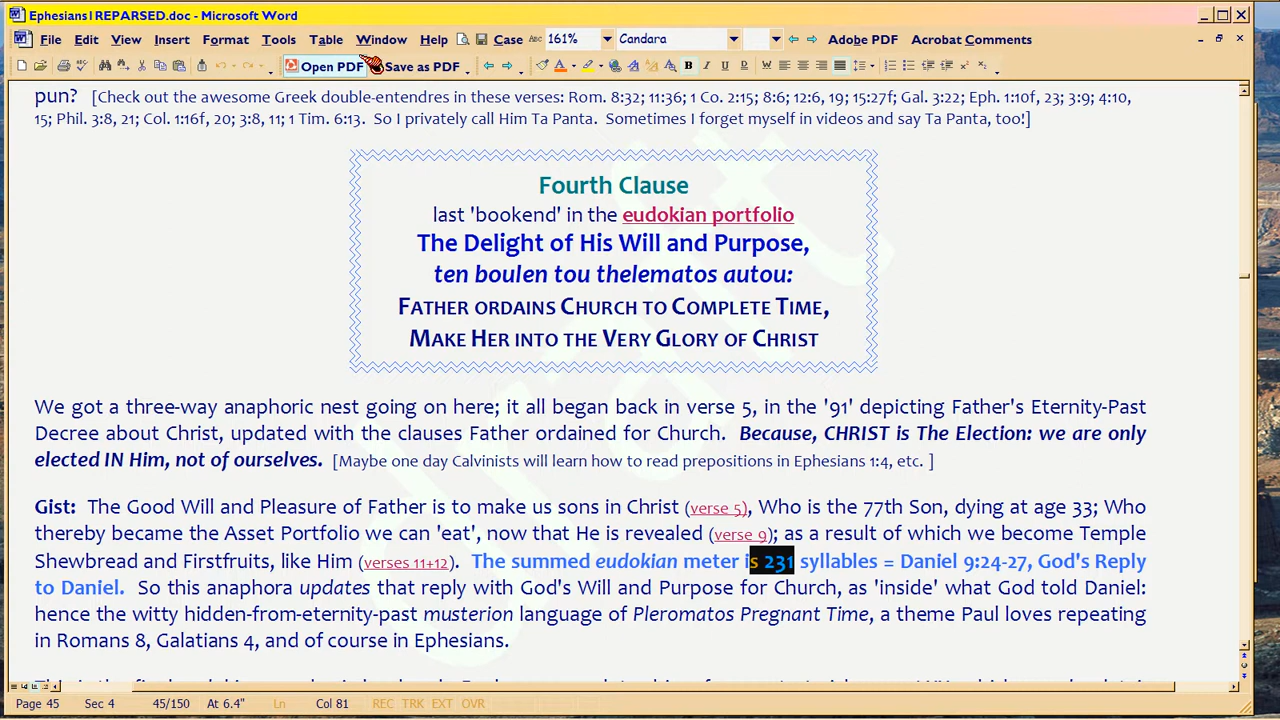 Ephesians1REPARSED.doc - Microsoft Word
File Edit View Insert Format Tools Table Window Help Case 161% Candara Adobe PDF Acrobat Comments
Open PDF Save as PDF
pun? [Check out the awesome Greek double-entendres in these verses: Rom. 8:32; 11:36; 1 Co. 2:15; 8:6; 12:6, 19; 15:27f; Gal. 3:22; Eph. 1:10f, 23; 3:9; 4:10,
15; Phil. 3:8, 21; Col. 1:16f, 20; 3:8, 11; 1 Tim. 6:13. So I privately call Him Ta Panta. Sometimes I forget myself in videos and say Ta Panta, too!]
Fourth Clause
last 'bookend' in the eudokian portfolio
The Delight of His Will and Purpose,
ten boulen tou thelematos autou:
FATHER ORDAINS CHURCH TO COMPLETE TIME,
MAKE HER INTO THE VERY GLORY OF CHRIST
We got a three-way anaphoric nest going on here; it all began back in verse 5, in the '91' depicting Father's Eternity-Past
Decree about Christ, updated with the clauses Father ordained for Church. Because, CHRIST is The Election: we are only
elected IN Him, not of ourselves. [Maybe one day Calvinists will learn how to read prepositions in Ephesians 1:4, etc. ]
Gist: The Good Will and Pleasure of Father is to make us sons in Christ (verse 5), Who is the 77th Son, dying at age 33; Who
thereby became the Asset Portfolio we can 'eat', now that He is revealed (verse 9); as a result of which we become Temple
Shewbread and Firstfruits, like Him (verses 11+12). The summed eudokian meter is 231 syllables = Daniel 9:24-27, God's Reply
to Daniel. So this anaphora updates that reply with God's Will and Purpose for Church, as 'inside' what God told Daniel:
hence the witty hidden-from-eternity-past musterion language of Pleromatos Pregnant Time, a theme Paul loves repeating
in Romans 8, Galatians 4, and of course in Ephesians.
Page 45 Sec 4 45/150 At 6.4" Ln Col 81 REC TRK EXT OVR